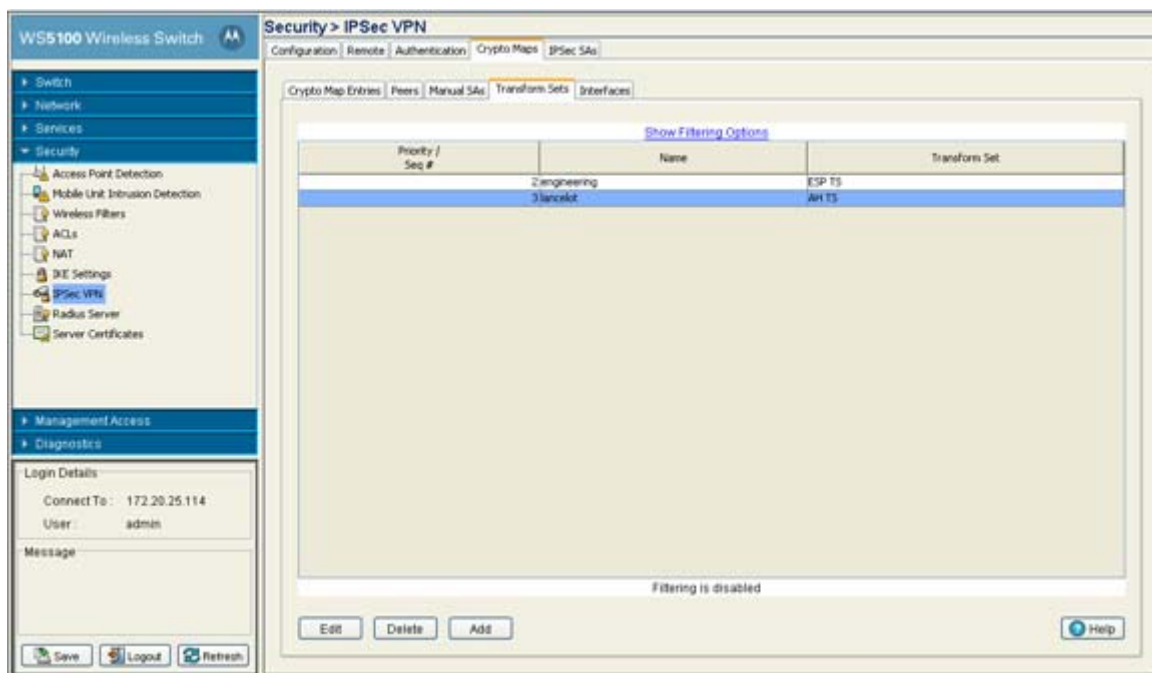 WS5100 Wireless Switch
Security > IPSec VPN
Configuration Remote Authentication Crypto Maps IPSec SAs
Crypto Map Entries Peers Manual SAs Transform Sets Interfaces
Switch
Network
Services
Security
Access Point Detection
Mobile Unit Intrusion Detection
Wireless Filters
ACLs
NAT
IKE Settings
IPSec VPN
Radius Server
Server Certificates
Management Access
Diagnostics
Login Details
Connect To : 172.20.25.114
User : admin
Message
Save Logout Refresh
Show Filtering Options
Priority / Seq # Name Transform Set
2 engineering ESP TS
3 lancelot AH TS
Filtering is disabled
Edit Delete Add Help